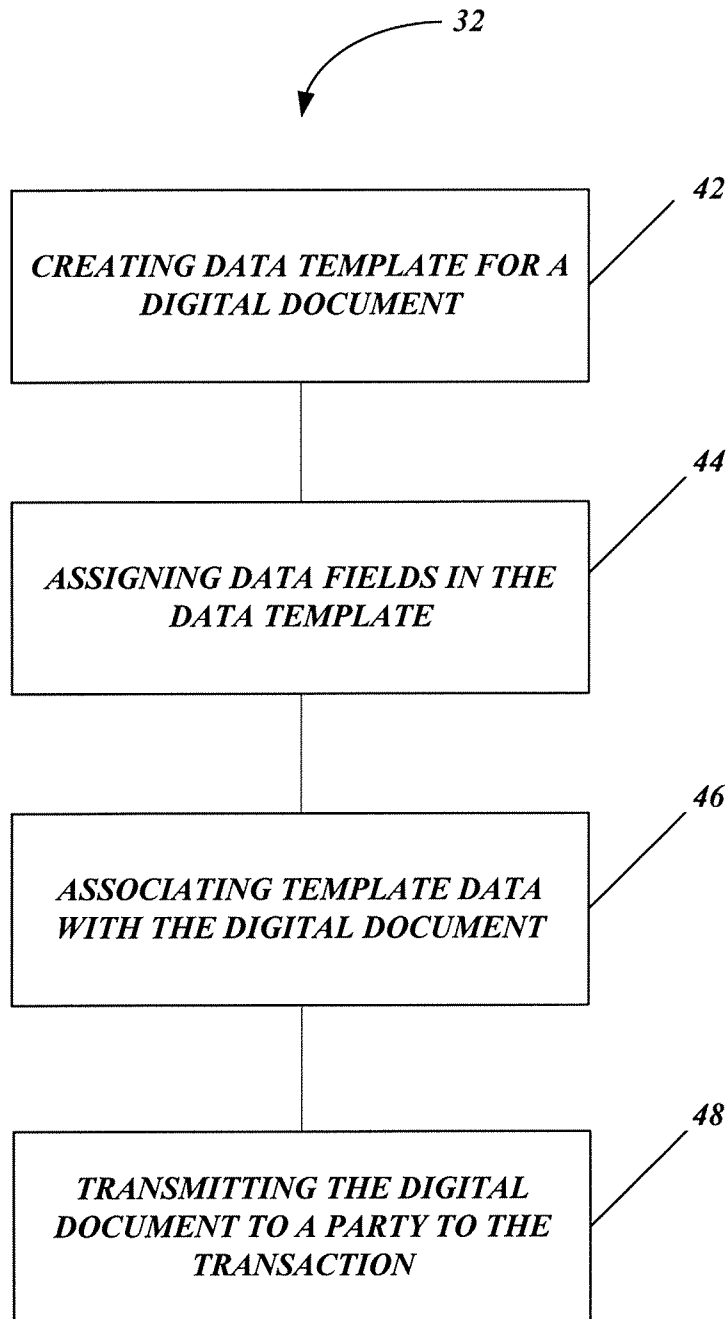 32
42
CREATING DATA TEMPLATE FOR A
DIGITAL DOCUMENT
44
ASSIGNING DATA FIELDS IN THE
DATA TEMPLATE
46
ASSOCIATING TEMPLATE DATA
WITH THE DIGITAL DOCUMENT
48
TRANSMITTING THE DIGITAL
DOCUMENT TO A PARTY TO THE
TRANSACTION